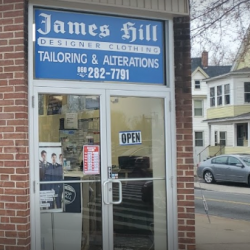 James Hill
DESIGNER CLOTHING
TAILORING & ALTERATIONS
282-7791
OPEN